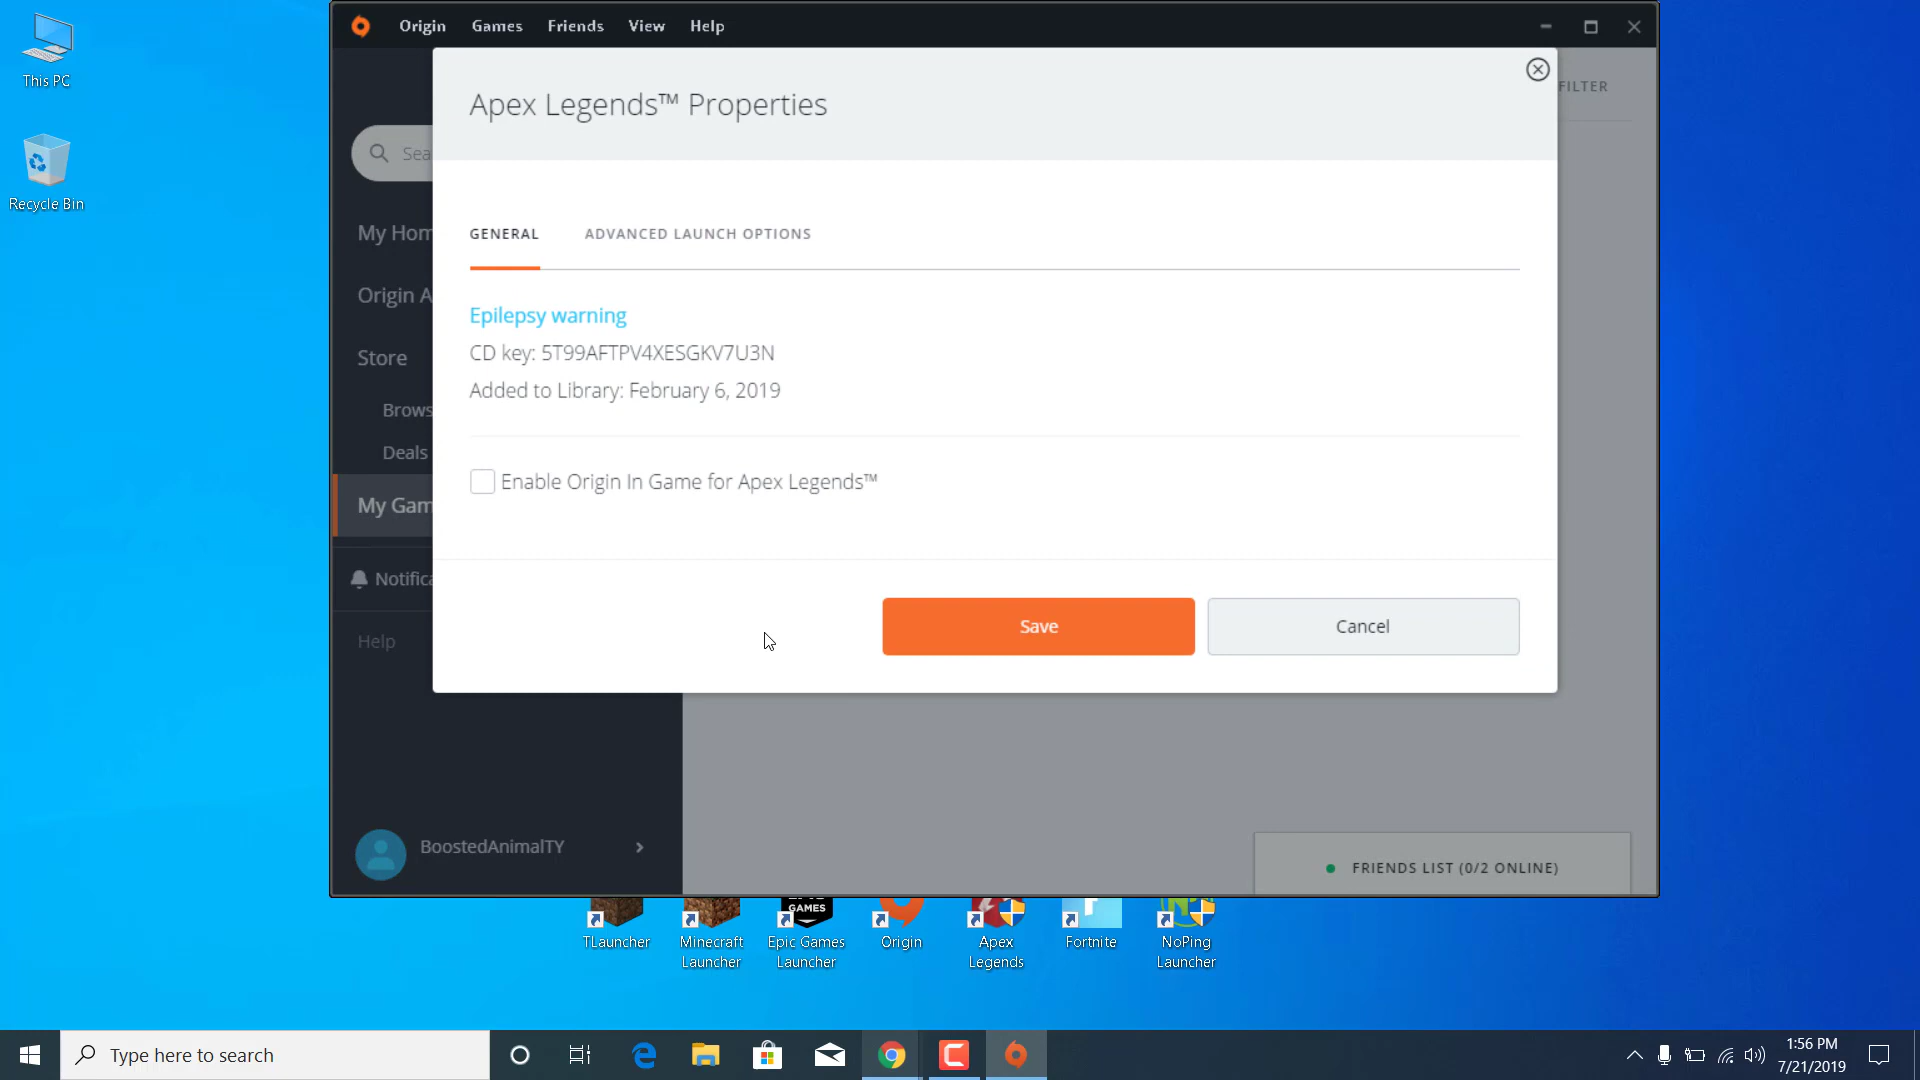 This PC
Recycle Bin
Origin Games Friends View Help
FILTER
Apex Legends™ Properties
Sea
GENERAL ADVANCED LAUNCH OPTIONS
My Hom
Origin A
Store
Brows
Deals
My Gam
Notifica
Help
Epilepsy warning
CD key: 5T99AFTPV4XESGKV7U3N
Added to Library: February 6, 2019
Enable Origin In Game for Apex Legends™
Save Cancel
BoostedAnimalTY
FRIENDS LIST (0/2 ONLINE)
GAMES
TLauncher
Minecraft Launcher
Epic Games Launcher
Origin
Apex Legends
Fortnite
NoPing Launcher
Type here to search
1:56 PM
7/21/2019